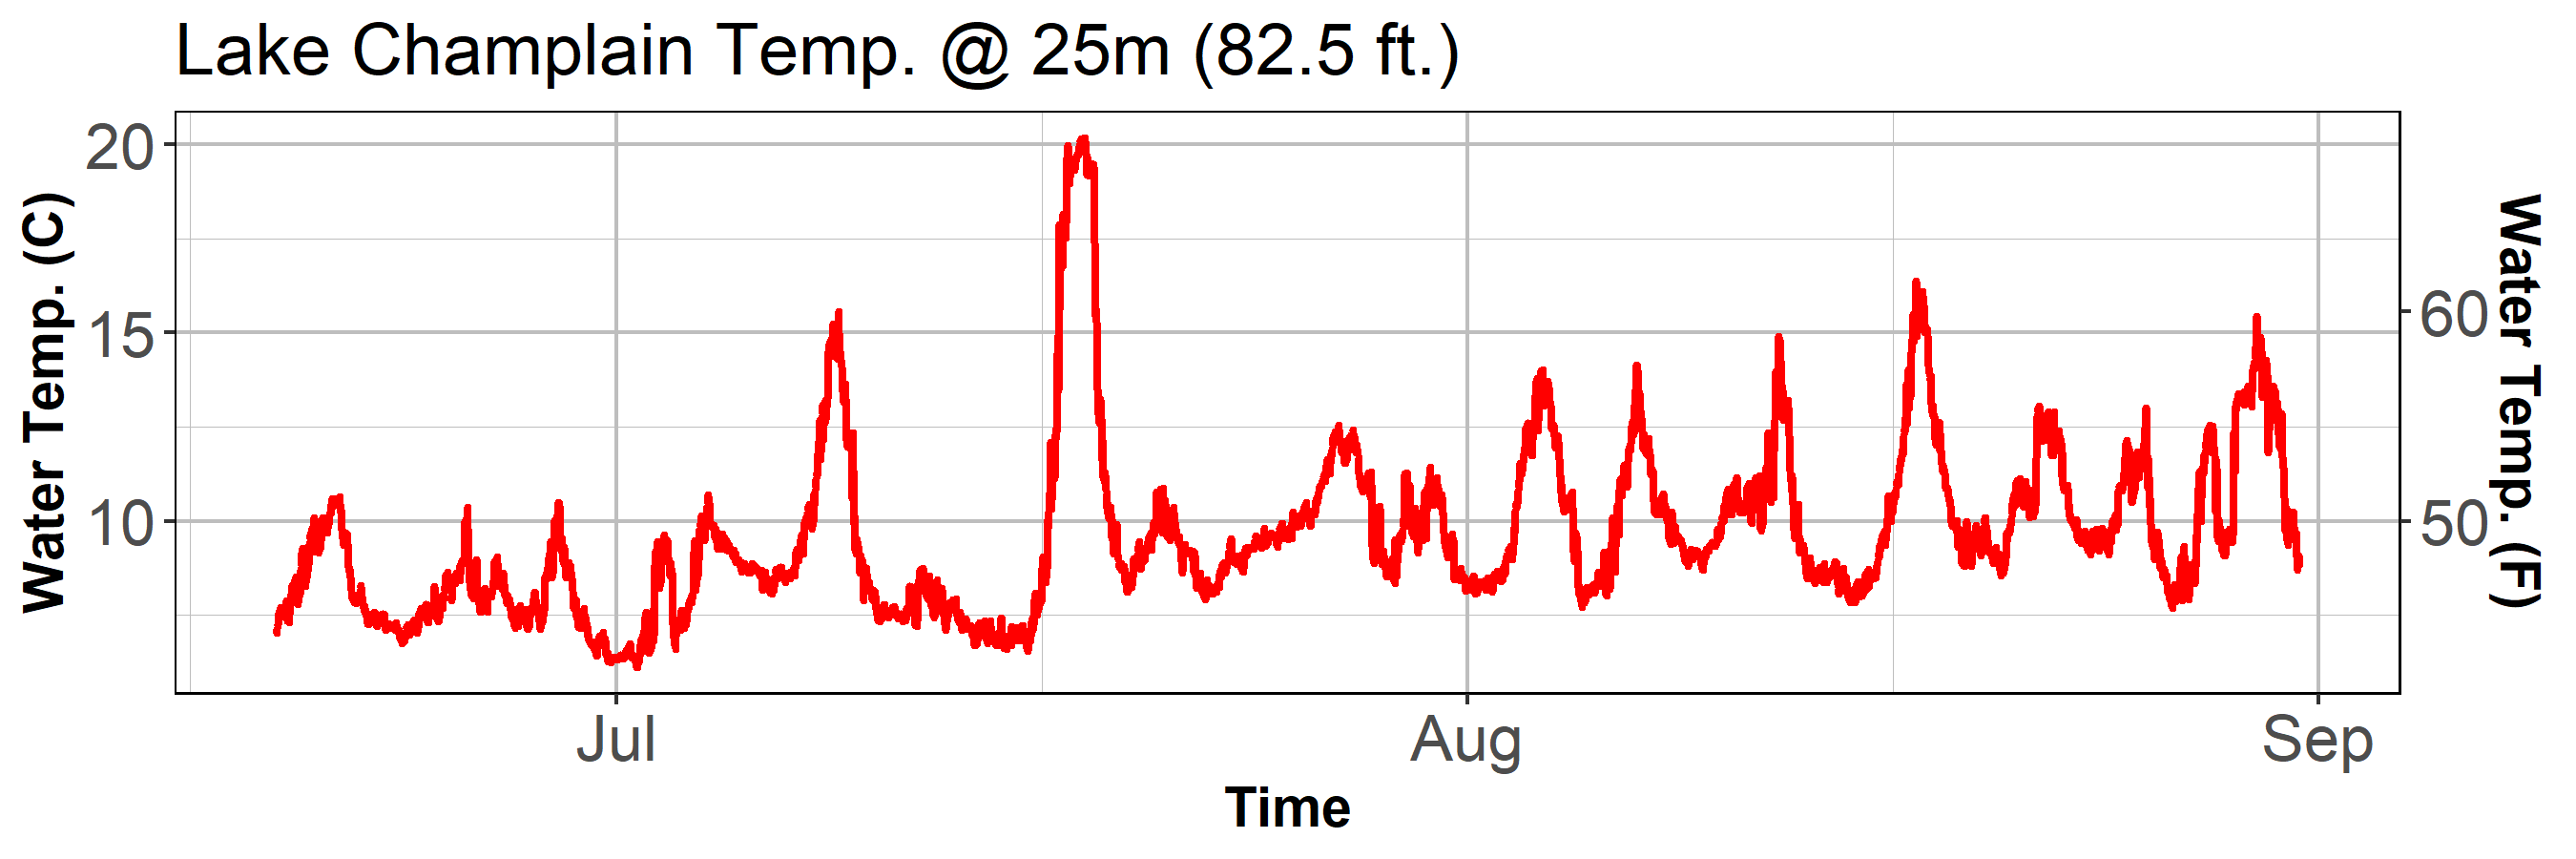 Lake Champlain Temp. @ 25m (82.5 ft.)
Water Temp. (C)
20
15
10
60
50
Water Temp. (F)
Jul
Aug
Sep
Time